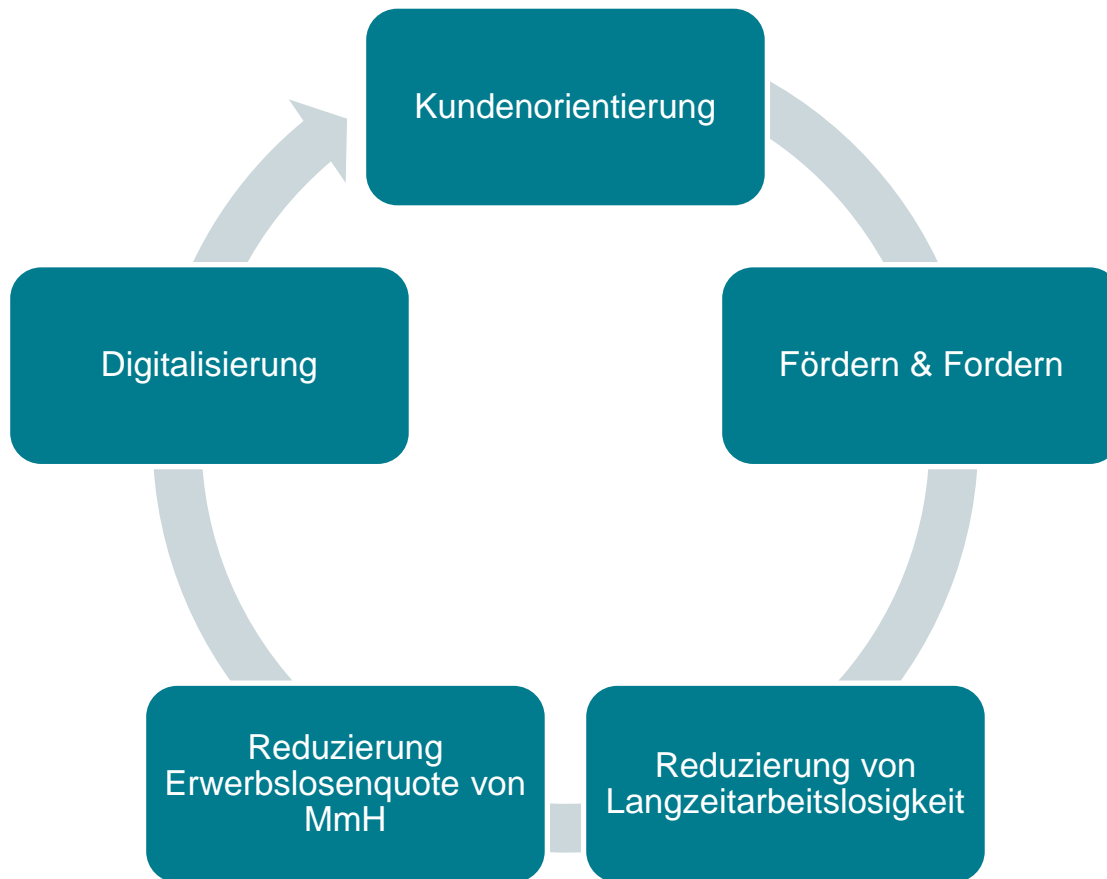 Kundenorientierung
Fördern & Fordern
Reduzierung von
Langzeitarbeitslosigkeit
Reduzierung
Erwerbslosenquote von
MmH
Digitalisierung